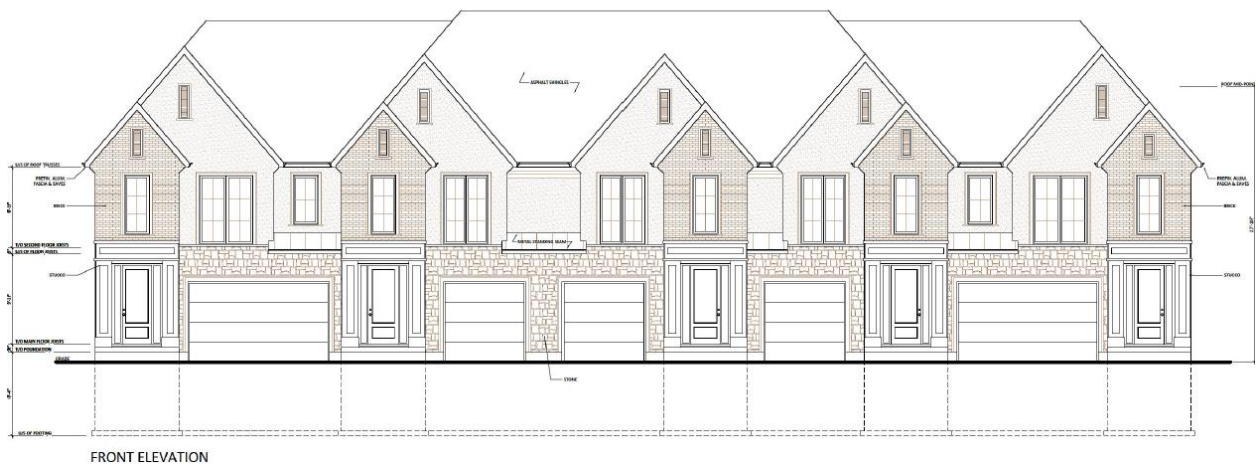 ASPHALT SHINGLES
ROOF MID-POINT
U/S OF ROOF TRUSSES
PREFIN. ALUM.
FASCIA & EAVES
PREFIN. ALUM.
FASCIA & EAVES
BRICK
BRICK
T/O SECOND FLOOR JOISTS
U/S OF FLOOR JOISTS
METAL STANDING SEAM
STUCCO
STUCCO
T/O MAIN FLOOR JOISTS
T/O FOUNDATION
GRADE
STONE
U/S OF FOOTING
FRONT ELEVATION